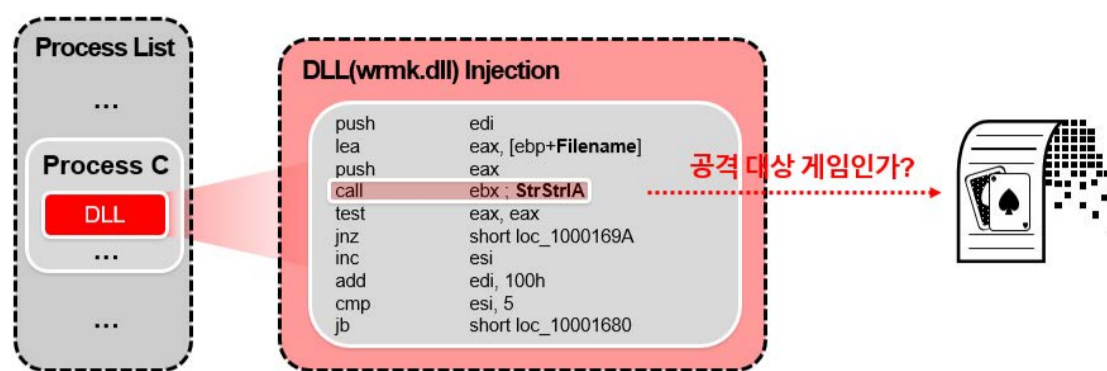 Process List
...
Process C
DLL
...
...
DLL(wrmk.dll) Injection
push edi
lea eax, [ebp+Filename]
push eax
call ebx ; StrStrIA
test eax, eax
jnz short loc_1000169A
inc esi
add edi, 100h
cmp esi, 5
jb short loc_10001680
공격 대상 게임인가?